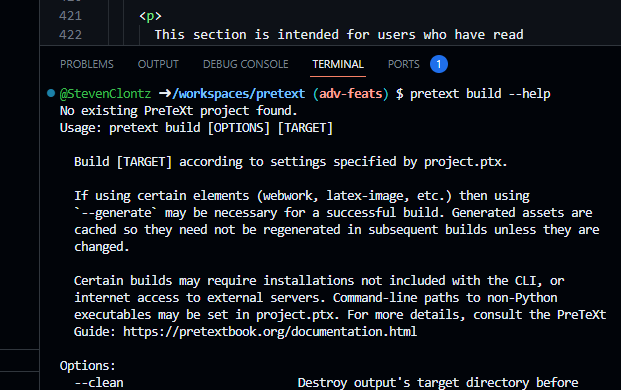 421 <p>
422 This section is intended for users who have read
PROBLEMS OUTPUT DEBUG CONSOLE TERMINAL PORTS 1
@StevenClontz ➜/workspaces/pretext (adv-feats) $ pretext build --help
No existing PreTeXt project found.
Usage: pretext build [OPTIONS] [TARGET]
Build [TARGET] according to settings specified by project.ptx.
If using certain elements (webwork, latex-image, etc.) then using
`--generate` may be necessary for a successful build. Generated assets are
cached so they need not be regenerated in subsequent builds unless they are
changed.
Certain builds may require installations not included with the CLI, or
internet access to external servers. Command-line paths to non-Python
executables may be set in project.ptx. For more details, consult the PreTeXt
Guide: https://pretextbook.org/documentation.html
Options:
--clean Destroy output's target directory before